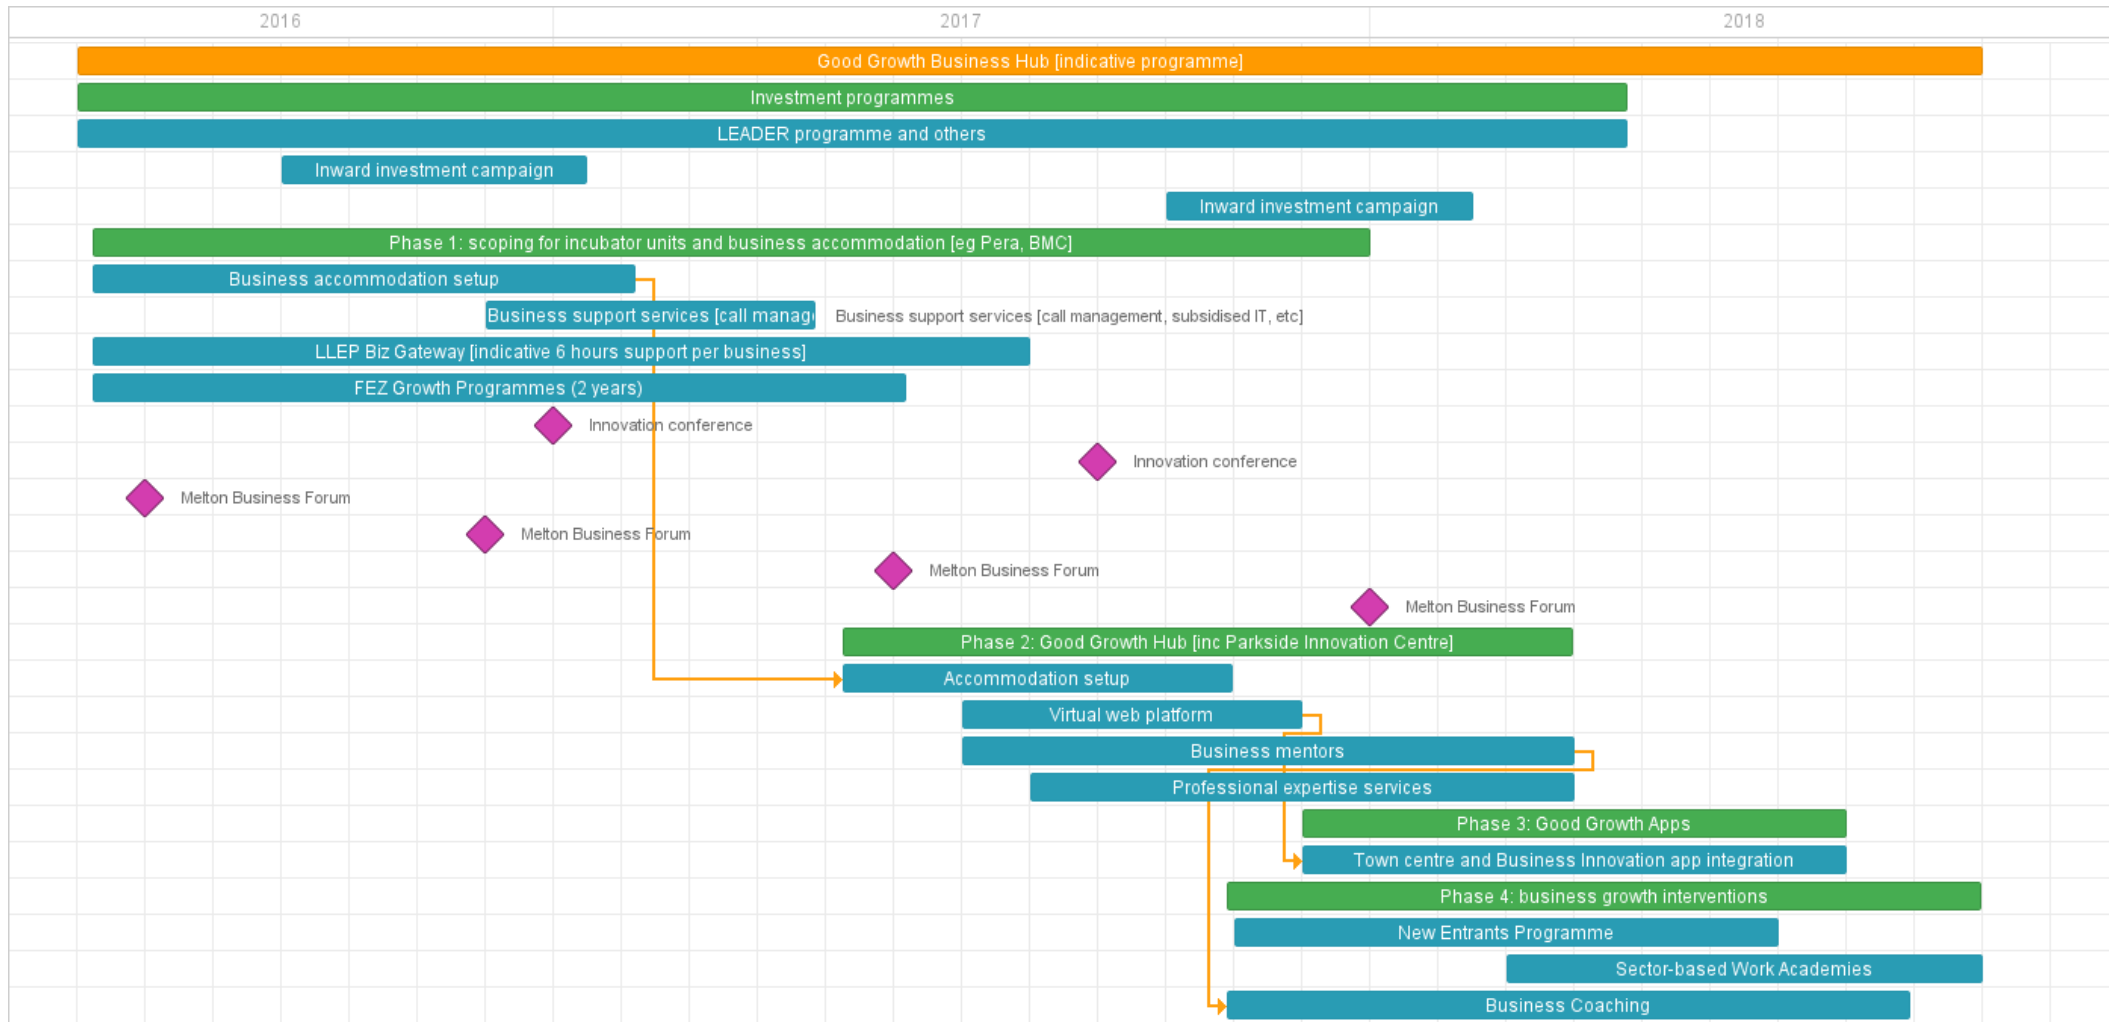 2016 2017 2018
Good Growth Business Hub [indicative programme]
Investment programmes
LEADER programme and others
Inward investment campaign
Inward investment campaign
Phase 1: scoping for incubator units and business accommodation [eg Pera, BMC]
Business accommodation setup
Business support services [call manag Business support services [call management, subsidised IT, etc]
LLEP Biz Gateway [indicative 6 hours support per business]
FEZ Growth Programmes (2 years)
Innovation conference
Innovation conference
Melton Business Forum
Melton Business Forum
Melton Business Forum
Melton Business Forum
Phase 2: Good Growth Hub [inc Parkside Innovation Centre]
Accommodation setup
Virtual web platform
Business mentors
Professional expertise services
Phase 3: Good Growth Apps
Town centre and Business Innovation app integration
Phase 4: business growth interventions
New Entrants Programme
Sector-based Work Academies
Business Coaching